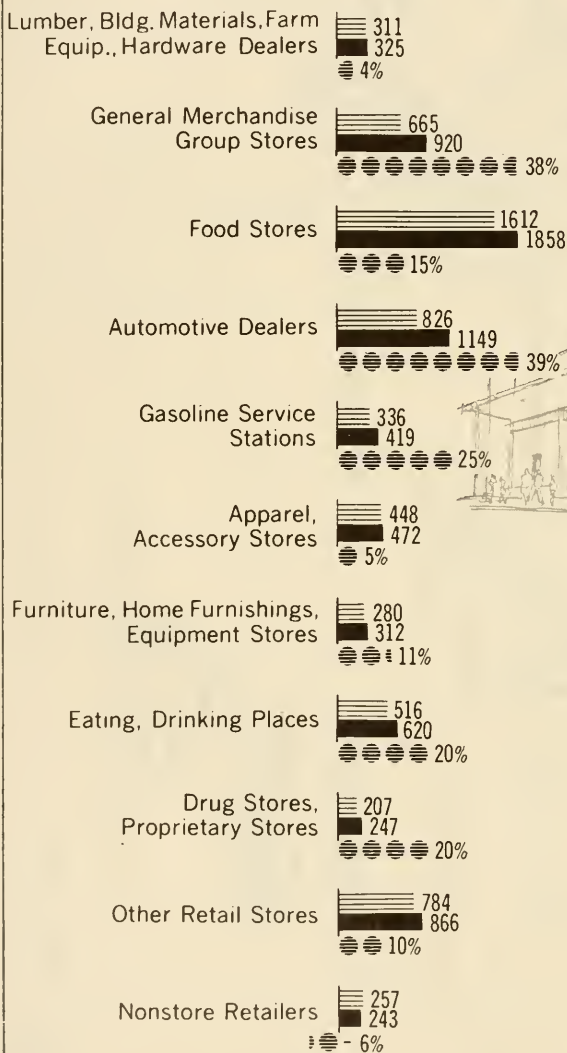 Lumber, Bldg. Materials, Farm
Equip., Hardware Dealers
311
325
4%
General Merchandise
Group Stores
665
920
38%
Food Stores
1612
1858
15%
Automotive Dealers
826
1149
39%
Gasoline Service
Stations
336
419
25%
Apparel,
Accessory Stores
448
472
5%
Furniture, Home Furnishings,
Equipment Stores
280
312
11%
Eating, Drinking Places
516
620
20%
Drug Stores,
Proprietary Stores
207
247
20%
Other Retail Stores
784
866
10%
Nonstore Retailers
257
243
- 6%